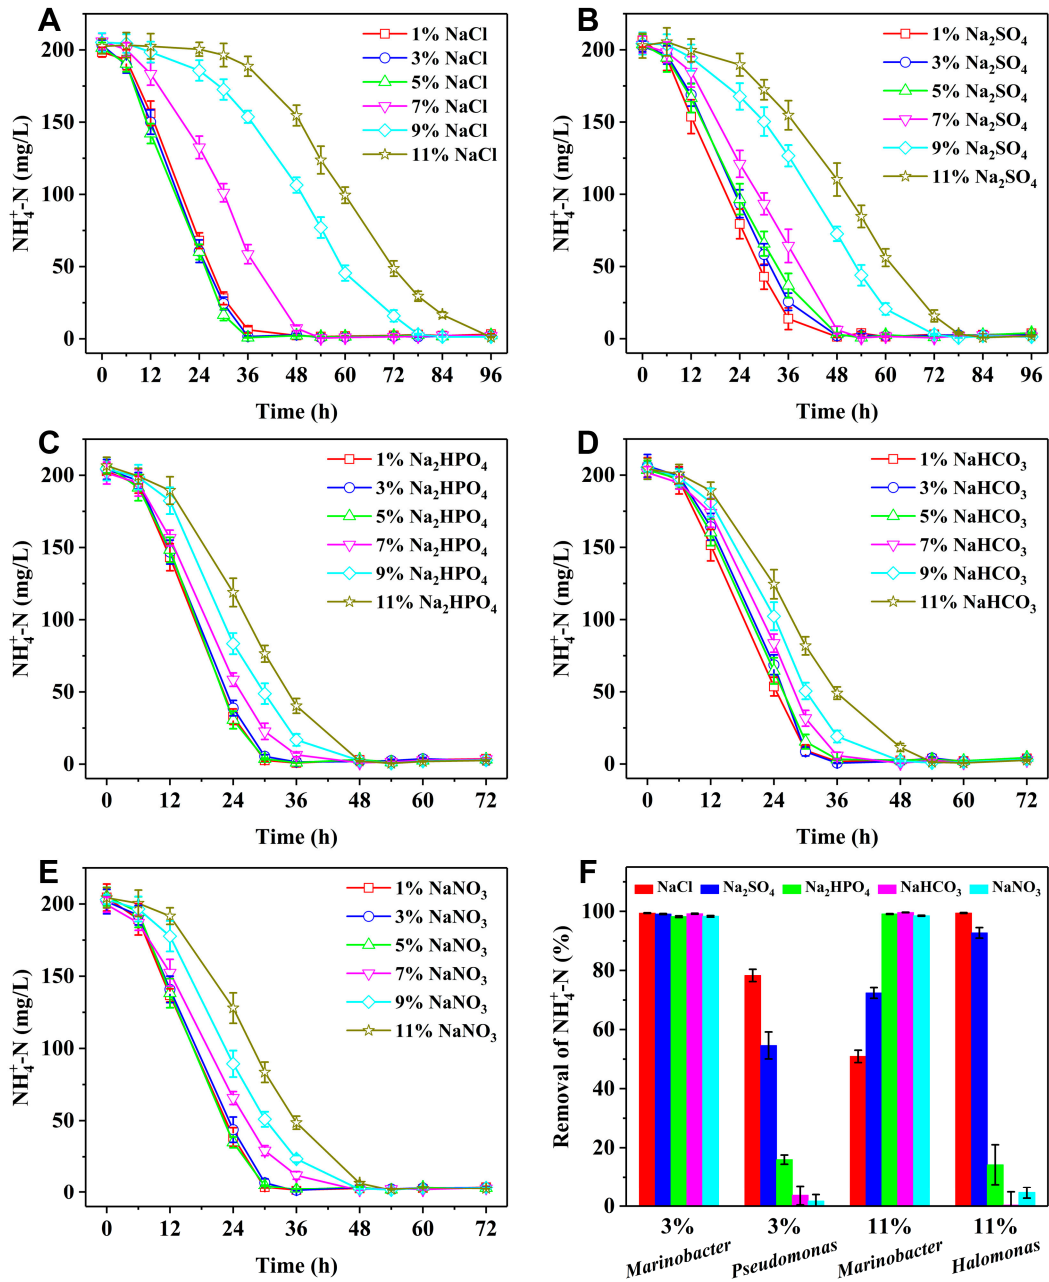 A
200
150
100
50
0
NH₄⁺-N (mg/L)
1% NaCl
3% NaCl
5% NaCl
7% NaCl
9% NaCl
11% NaCl
0 12 24 36 48 60 72 84 96
Time (h)
B
200
150
100
50
0
NH₄⁺-N (mg/L)
1% Na₂SO₄
3% Na₂SO₄
5% Na₂SO₄
7% Na₂SO₄
9% Na₂SO₄
11% Na₂SO₄
0 12 24 36 48 60 72 84 96
Time (h)
C
200
150
100
50
0
NH₄⁺-N (mg/L)
1% Na₂HPO₄
3% Na₂HPO₄
5% Na₂HPO₄
7% Na₂HPO₄
9% Na₂HPO₄
11% Na₂HPO₄
0 12 24 36 48 60 72
Time (h)
D
200
150
100
50
0
NH₄⁺-N (mg/L)
1% NaHCO₃
3% NaHCO₃
5% NaHCO₃
7% NaHCO₃
9% NaHCO₃
11% NaHCO₃
0 12 24 36 48 60 72
Time (h)
E
200
150
100
50
0
NH₄⁺-N (mg/L)
1% NaNO₃
3% NaNO₃
5% NaNO₃
7% NaNO₃
9% NaNO₃
11% NaNO₃
0 12 24 36 48 60 72
Time (h)
F
NaCl Na₂SO₄ Na₂HPO₄ NaHCO₃ NaNO₃
100
80
60
40
20
0
Removal of NH₄⁺-N (%)
3% 3% 11% 11%
Marinobacter Pseudomonas Marinobacter Halomonas